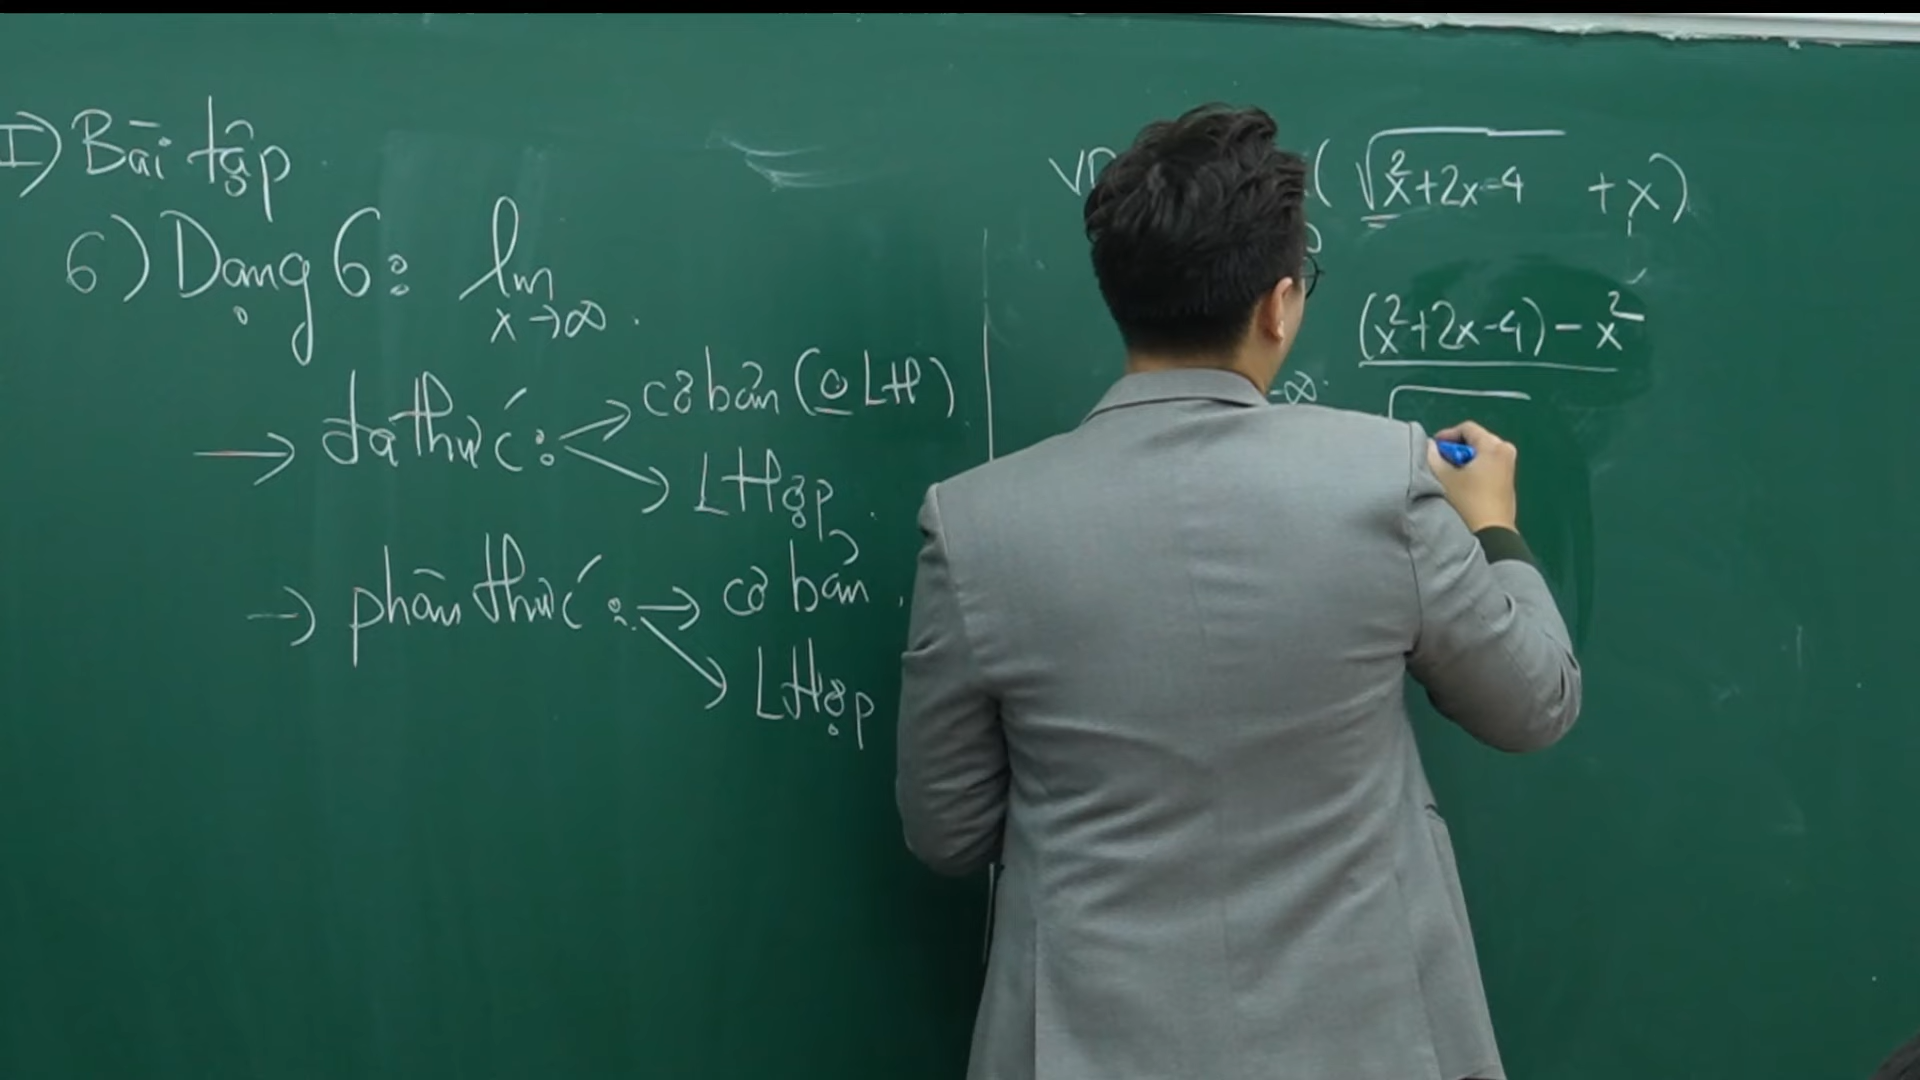 I) Bài tập
6) Dạng 6: lim
x→∞.
→ đa thức: → cơ bản (0 LH)
→ LHợp.
→ phân thức: → cơ bản.
→ LHợp
( √x²+2x-4 + x)
(x²+2x-4) - x²
-∞.
√